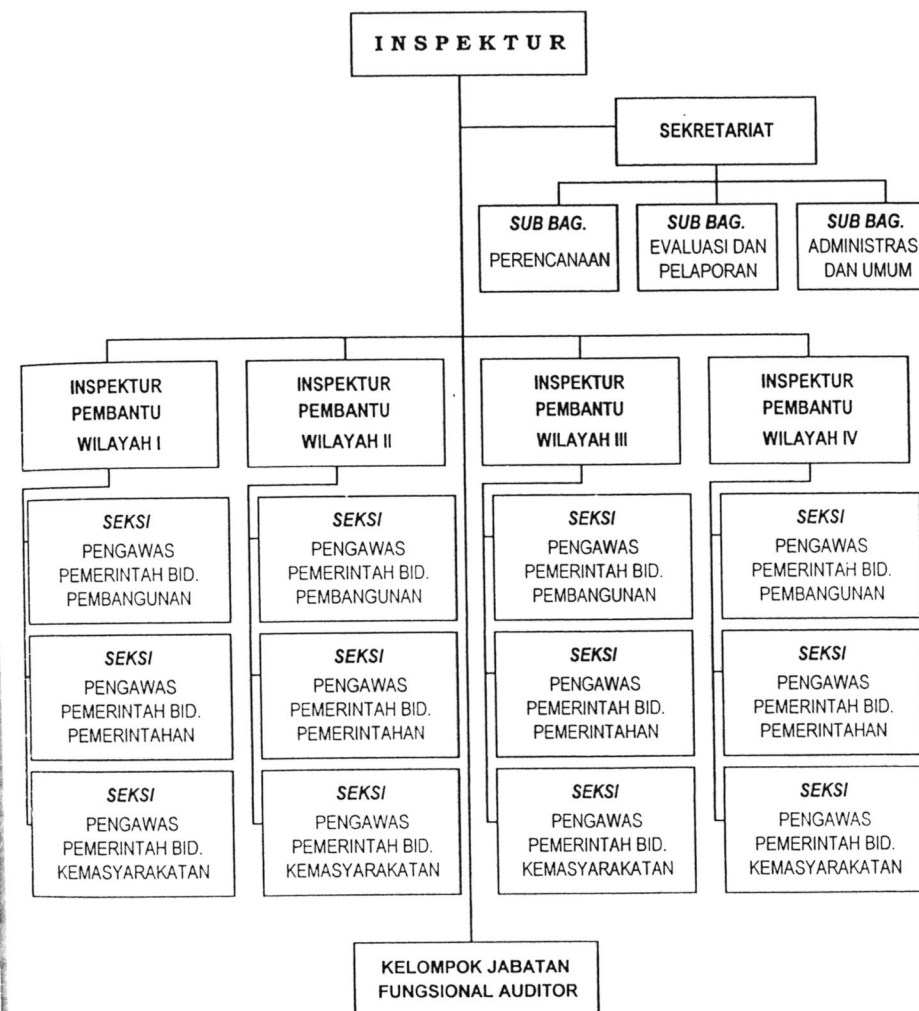 INSPEKTUR
SEKRETARIAT
SUB BAG.
PERENCANAAN
SUB BAG.
EVALUASI DAN
PELAPORAN
SUB BAG.
ADMINISTRAS
DAN UMUM
INSPEKTUR
PEMBANTU
WILAYAH I
INSPEKTUR
PEMBANTU
WILAYAH II
INSPEKTUR
PEMBANTU
WILAYAH III
INSPEKTUR
PEMBANTU
WILAYAH IV
SEKSI
PENGAWAS
PEMERINTAH BID.
PEMBANGUNAN
SEKSI
PENGAWAS
PEMERINTAH BID.
PEMBANGUNAN
SEKSI
PENGAWAS
PEMERINTAH BID.
PEMBANGUNAN
SEKSI
PENGAWAS
PEMERINTAH BID.
PEMBANGUNAN
SEKSI
PENGAWAS
PEMERINTAH BID.
PEMERINTAHAN
SEKSI
PENGAWAS
PEMERINTAH BID.
PEMERINTAHAN
SEKSI
PENGAWAS
PEMERINTAH BID.
PEMERINTAHAN
SEKSI
PENGAWAS
PEMERINTAH BID.
PEMERINTAHAN
SEKSI
PENGAWAS
PEMERINTAH BID.
KEMASYARAKATAN
SEKSI
PENGAWAS
PEMERINTAH BID.
KEMASYARAKATAN
SEKSI
PENGAWAS
PEMERINTAH BID.
KEMASYARAKATAN
SEKSI
PENGAWAS
PEMERINTAH BID.
KEMASYARAKATAN
KELOMPOK JABATAN
FUNGSIONAL AUDITOR